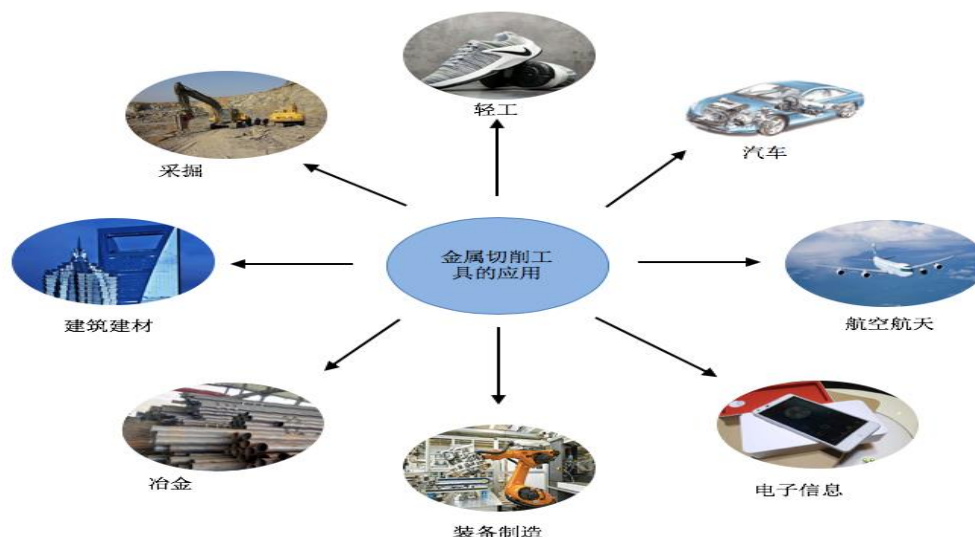 轻工
采掘
汽车
金属切削工
具的应用
建筑建材
航空航天
冶金
电子信息
装备制造